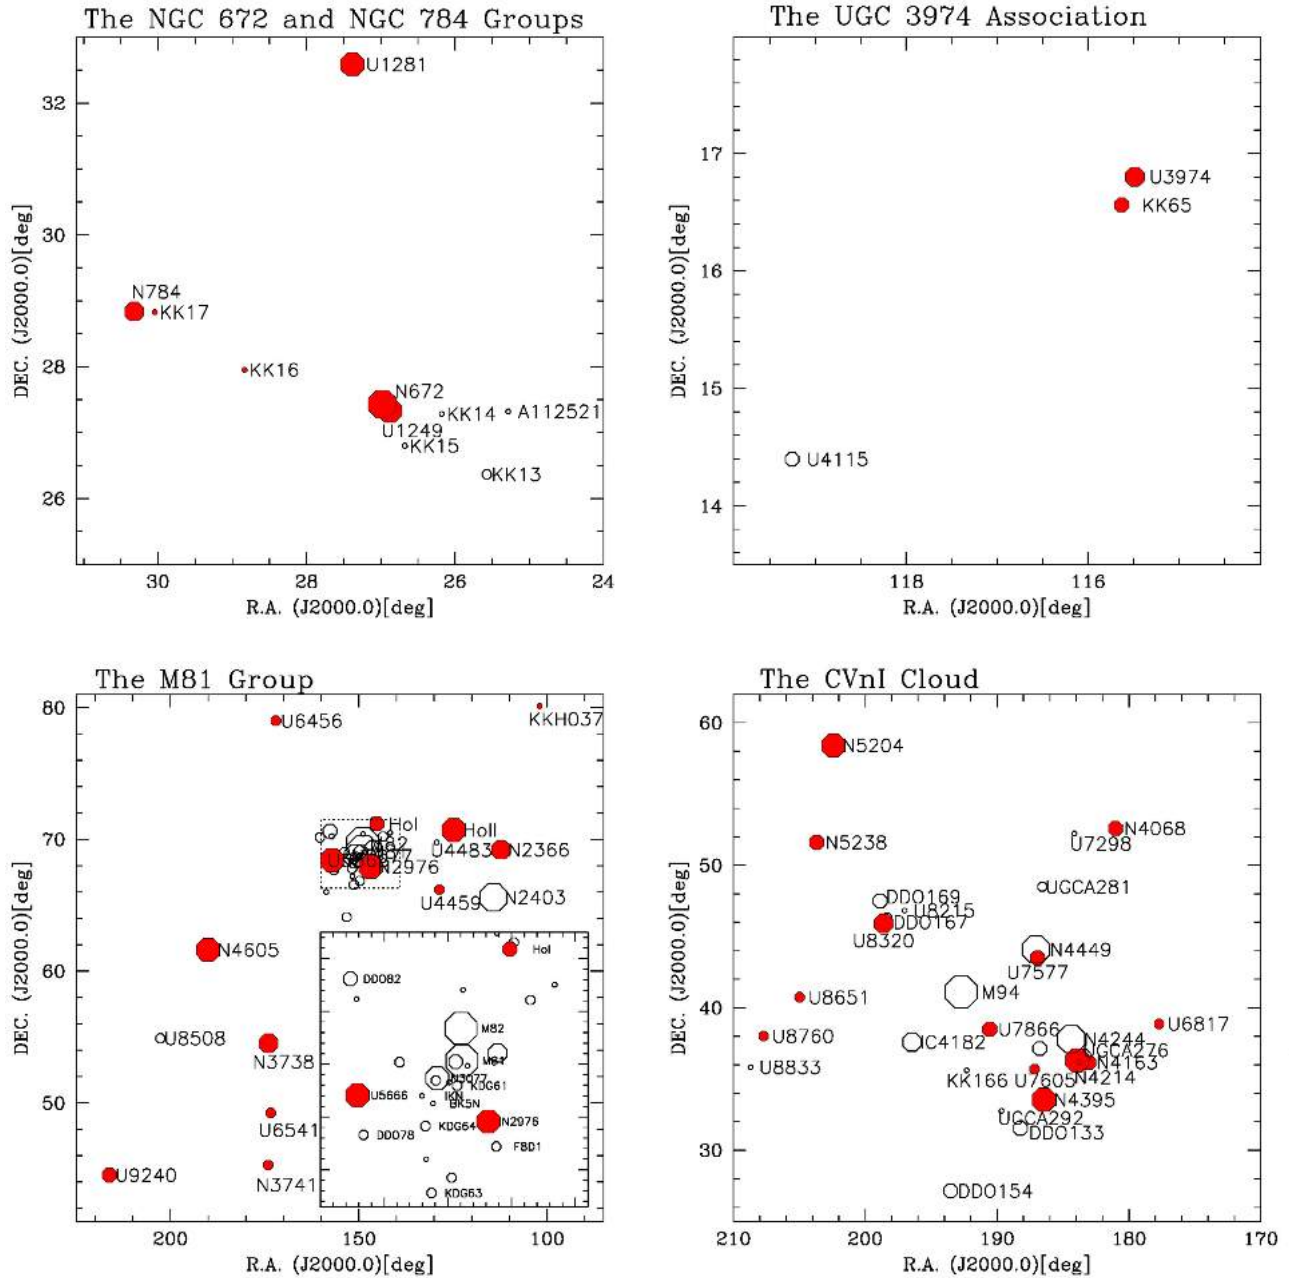 The NGC 672 and NGC 784 Groups
U1281
N784
KK17
KK16
N672
U1249
KK14
A112521
KK15
KK13
32
30
28
26
30 28 26 24
DEC. (J2000.0)[deg]
R.A. (J2000.0)[deg]
The UGC 3974 Association
U3974
KK65
U4115
17
16
15
14
118 116
DEC. (J2000.0)[deg]
R.A. (J2000.0)[deg]
The M81 Group
U6456
KKH037
HoI
HoII
U4483
N2366
N2976
U4459
N2403
N4605
U8508
N3738
U6541
N3741
U9240
HoI
DDO82
M82
M81
N3077
KDG61
IKN
BK5N
U5666
N2976
KDG64
DDO78
F8D1
KDG63
80
70
60
50
200 150 100
DEC. (J2000.0)[deg]
R.A. (J2000.0)[deg]
The CVnI Cloud
N5204
N4068
U7298
N5238
UGCA281
DDO169
U8215
DDO167
U8320
N4449
U7577
M94
U8651
U6817
U7866
U8760
IC4182
N4244
UGCA276
N4163
U8833
KK166
U7605
N4214
N4395
UGCA292
DDO133
DDO154
60
50
40
30
210 200 190 180 170
DEC. (J2000.0)[deg]
R.A. (J2000.0)[deg]